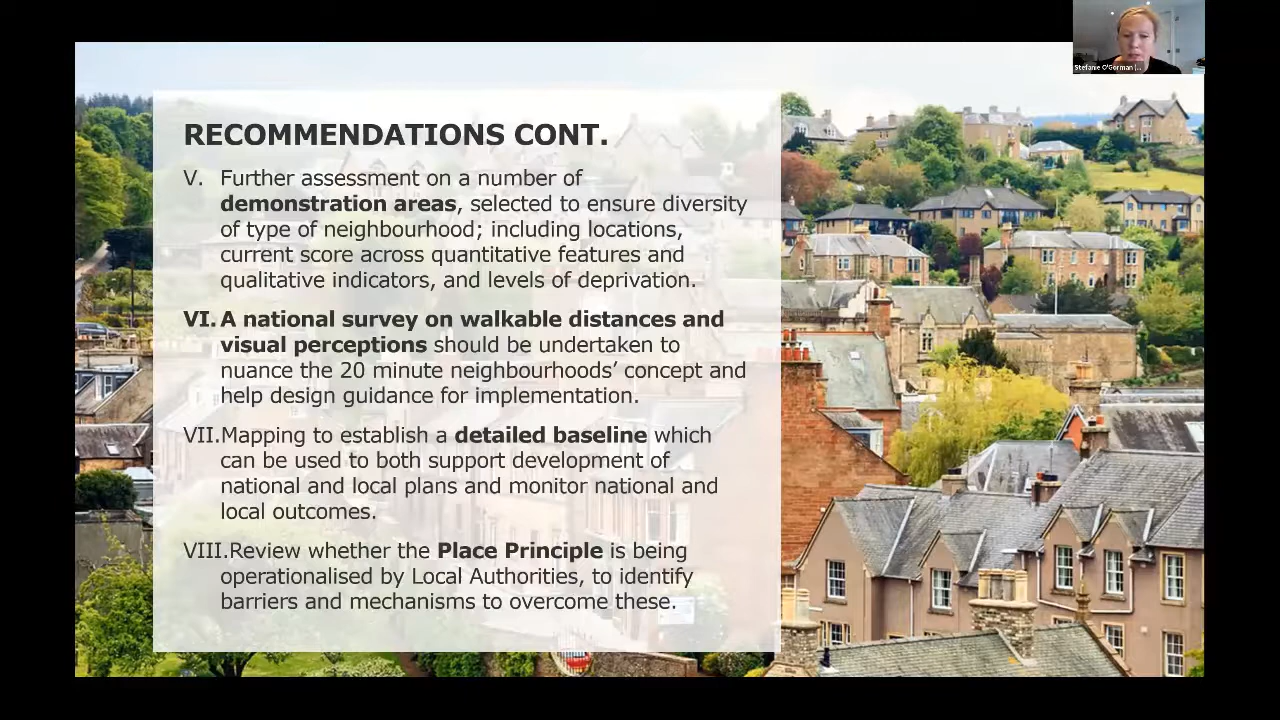 Stefanie O'Gorman (...
RECOMMENDATIONS CONT.
V. Further assessment on a number of
demonstration areas, selected to ensure diversity
of type of neighbourhood; including locations,
current score across quantitative features and
qualitative indicators, and levels of deprivation.
VI. A national survey on walkable distances and
visual perceptions should be undertaken to
nuance the 20 minute neighbourhoods' concept and
help design guidance for implementation.
VII.Mapping to establish a detailed baseline which
can be used to both support development of
national and local plans and monitor national and
local outcomes.
VIII.Review whether the Place Principle is being
operationalised by Local Authorities, to identify
barriers and mechanisms to overcome these.